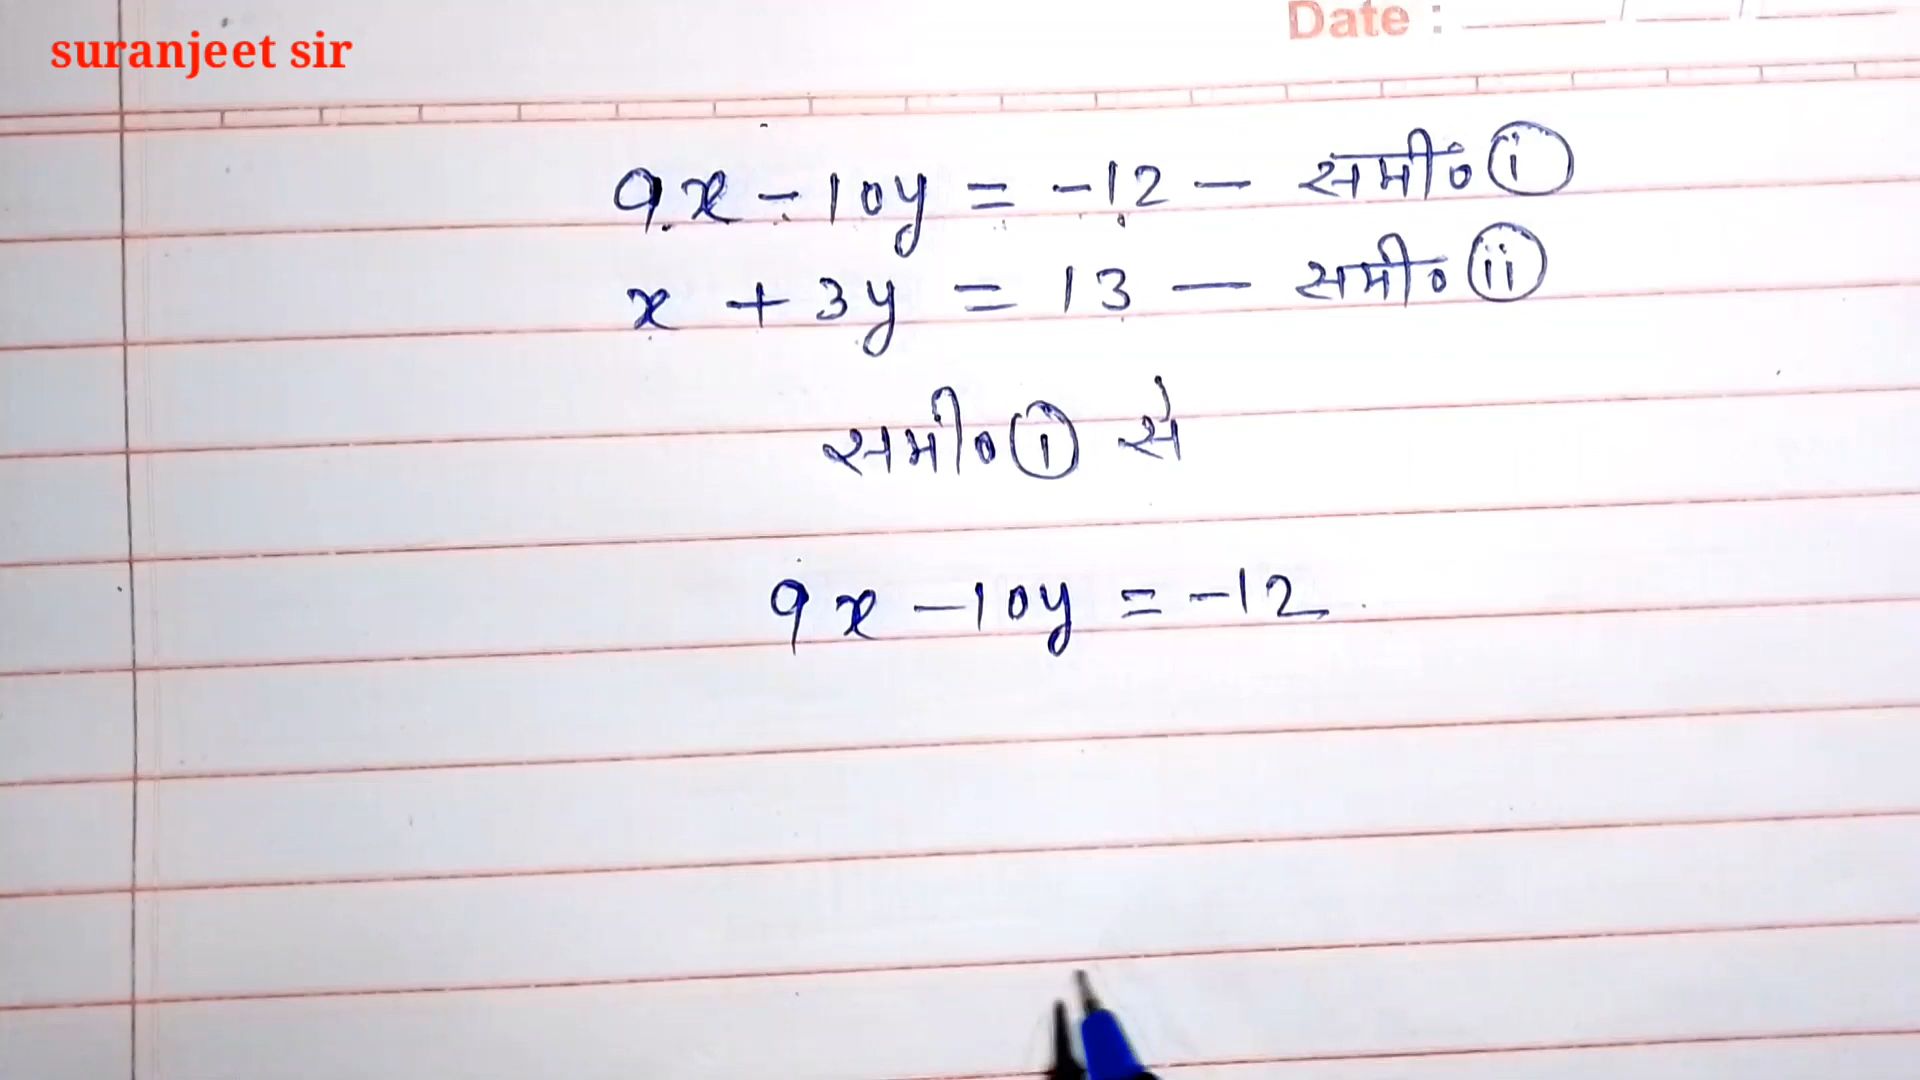 suranjeet sir
Date :
9x - 10y = -12 — समी० (i)
x + 3y = 13 — समी० (ii)
समी० (i) से
9x - 10y = -12